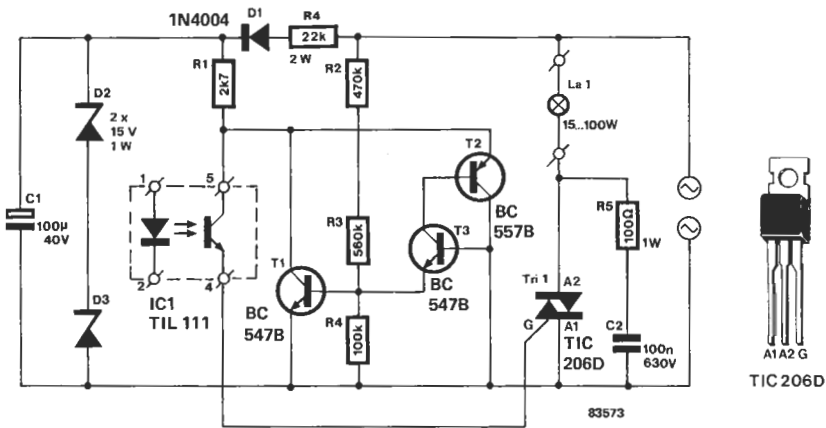 1N4004
D1
R4
22k
2 W
R1
2k7
R2
470k
La 1
15...100W
D2
2 x
15 V
1 W
T2
BC
557B
1
5
C1
100µ
40V
R3
560k
T3
R5
100Ω
1W
2
4
IC1
TIL 111
T1
BC
547B
BC
547B
Tri 1
A2
G
A1
TIC
206D
C2
100n
630V
D3
R4
100k
A1 A2 G
TIC 206D
83573